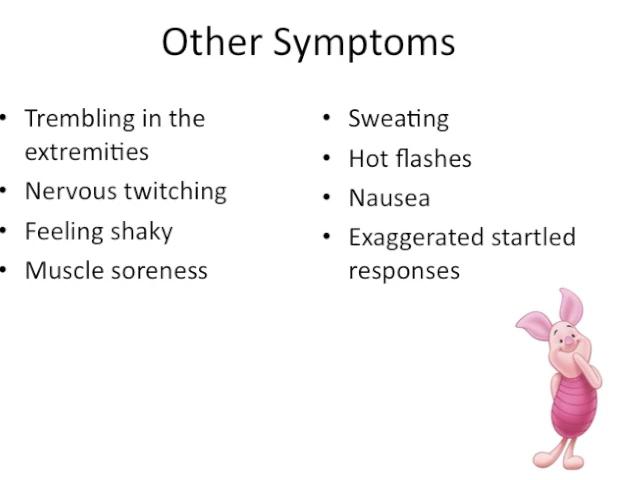 Other Symptoms
• Trembling in the
extremities
• Nervous twitching
• Feeling shaky
• Muscle soreness
• Sweating
• Hot flashes
• Nausea
• Exaggerated startled
responses